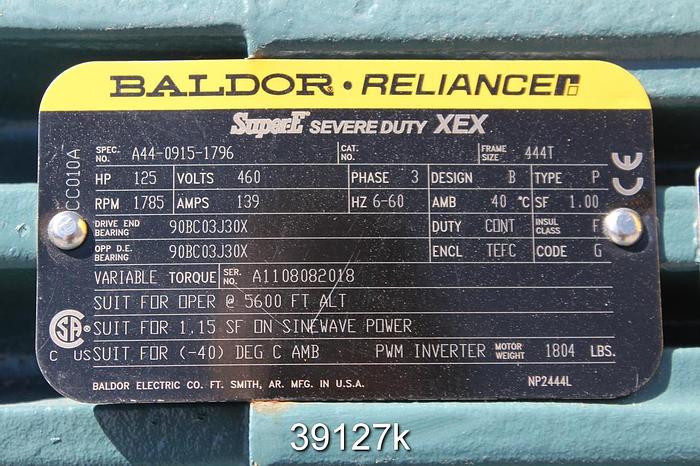 BALDOR · RELIANCE
Super-E SEVERE DUTY XEX
SPEC. NO. A44-0915-1796 CAT. NO. FRAME SIZE 444T
HP 125 VOLTS 460 PHASE 3 DESIGN B TYPE P
RPM 1785 AMPS 139 HZ 6-60 AMB 40 °C SF 1.00
DRIVE END BEARING 90BC03J30X DUTY CONT INSUL CLASS F
OPP D.E. BEARING 90BC03J30X ENCL TEFC CODE G
VARIABLE TORQUE SER. NO. A1108082018
SUIT FOR OPER @ 5600 FT ALT
SUIT FOR 1.15 SF ON SINEWAVE POWER
SUIT FOR (-40) DEG C AMB PWM INVERTER MOTOR WEIGHT 1804 LBS.
BALDOR ELECTRIC CO. FT. SMITH, AR. MFG. IN U.S.A. NP2444L
CC010A
CE
CSA
C US
39127k